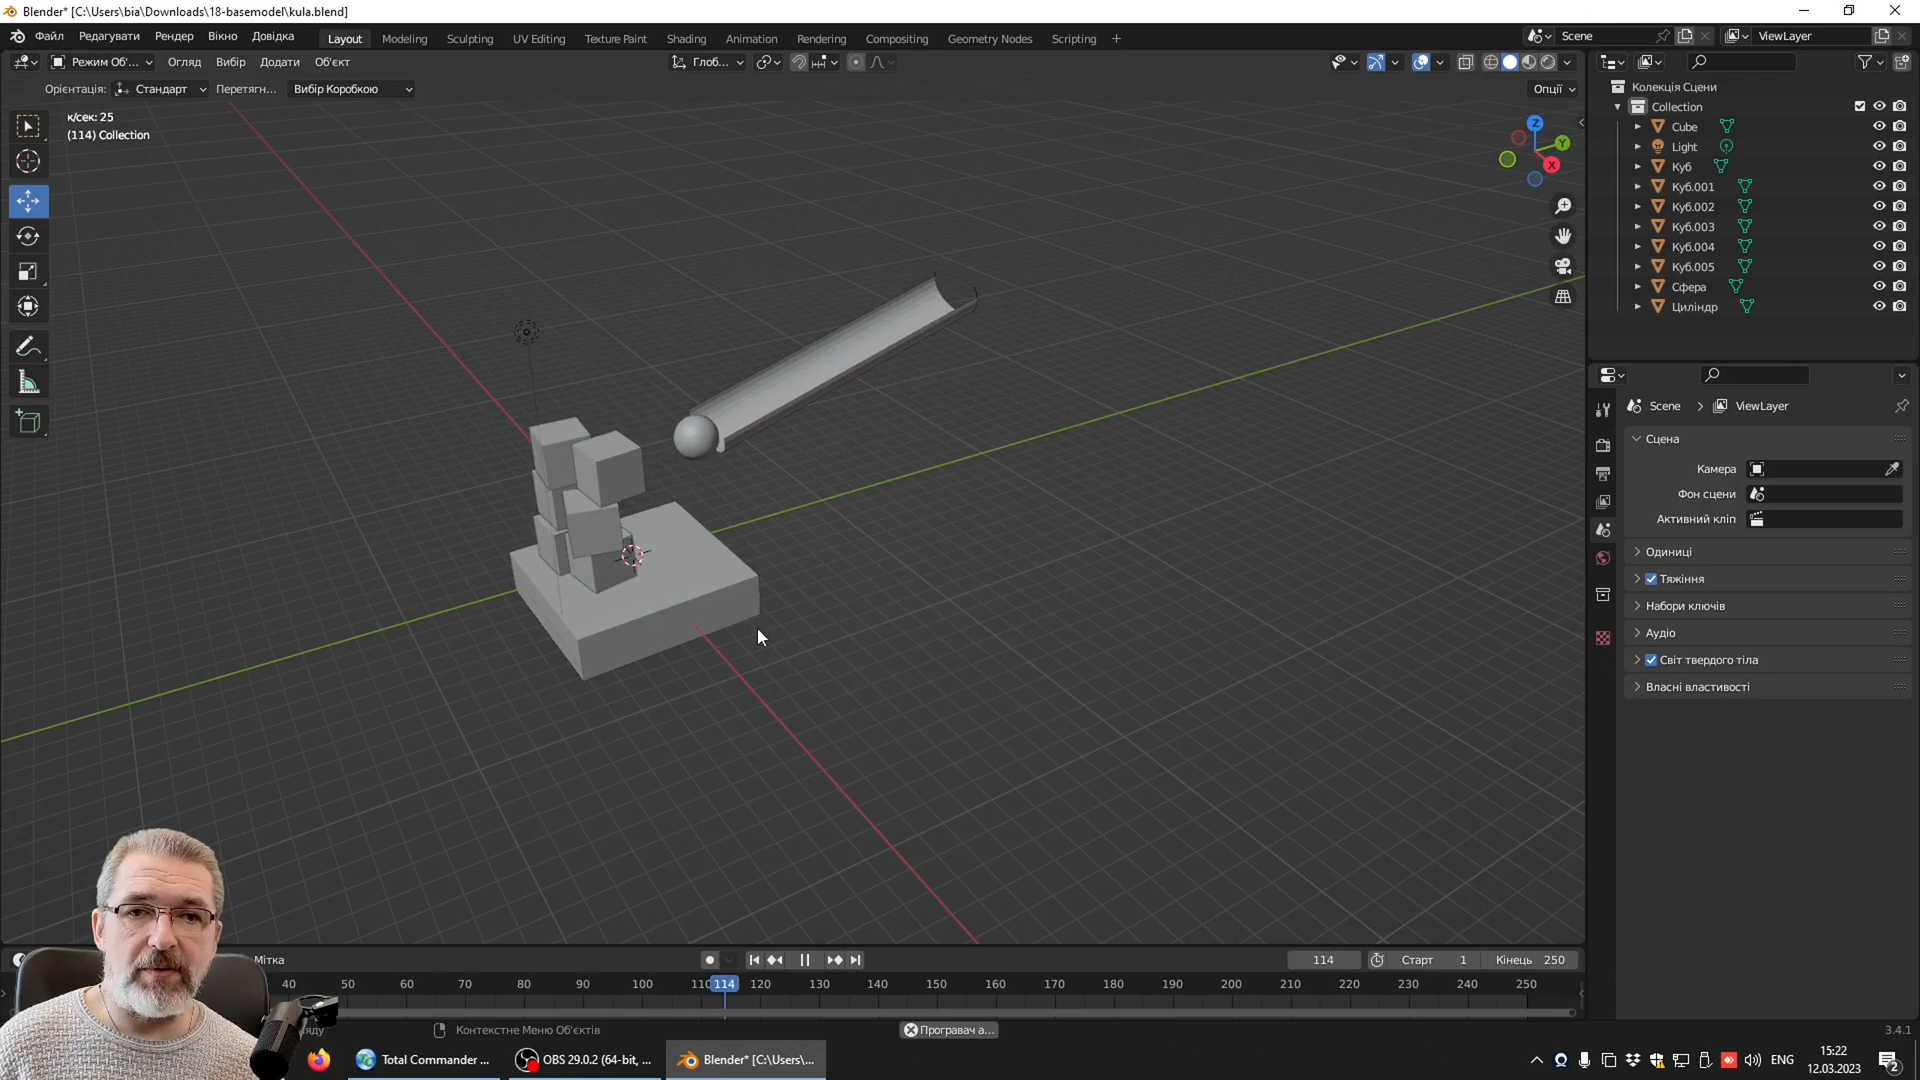 Blender* [C:\Users\bia\Downloads\18-basemodel\kula.blend]
Файл Редагувати Рендер Вікно Довідка Layout Modeling Sculpting UV Editing Texture Paint Shading Animation Rendering Compositing Geometry Nodes Scripting Scene ViewLayer
Режим Об'... Огляд Вибір Додати Об'єкт Глоб...
Орієнтація: Стандарт Перетягн... Вибір Коробкою Опції
к/сек: 25
(114) Collection
Z
Y
X
Колекція Сцени
Collection
Cube
Light
Куб
Куб.001
Куб.002
Куб.003
Куб.004
Куб.005
Сфера
Циліндр
Scene ViewLayer
Сцена
Камера
Фон сцени
Активний кліп
Одиниці
Тяжіння
Набори ключів
Аудіо
Світ твердого тіла
Власні властивості
Мітка 114 Старт 1 Кінець 250
40 50 60 70 80 90 100 110 114 120 130 140 150 160 170 180 190 200 210 220 230 240 250
Контекстне Меню Об'єктів Програвач а... 3.4.1
Total Commander ... OBS 29.0.2 (64-bit, ... Blender* [C:\Users\... ENG 15:22
12.03.2023
2